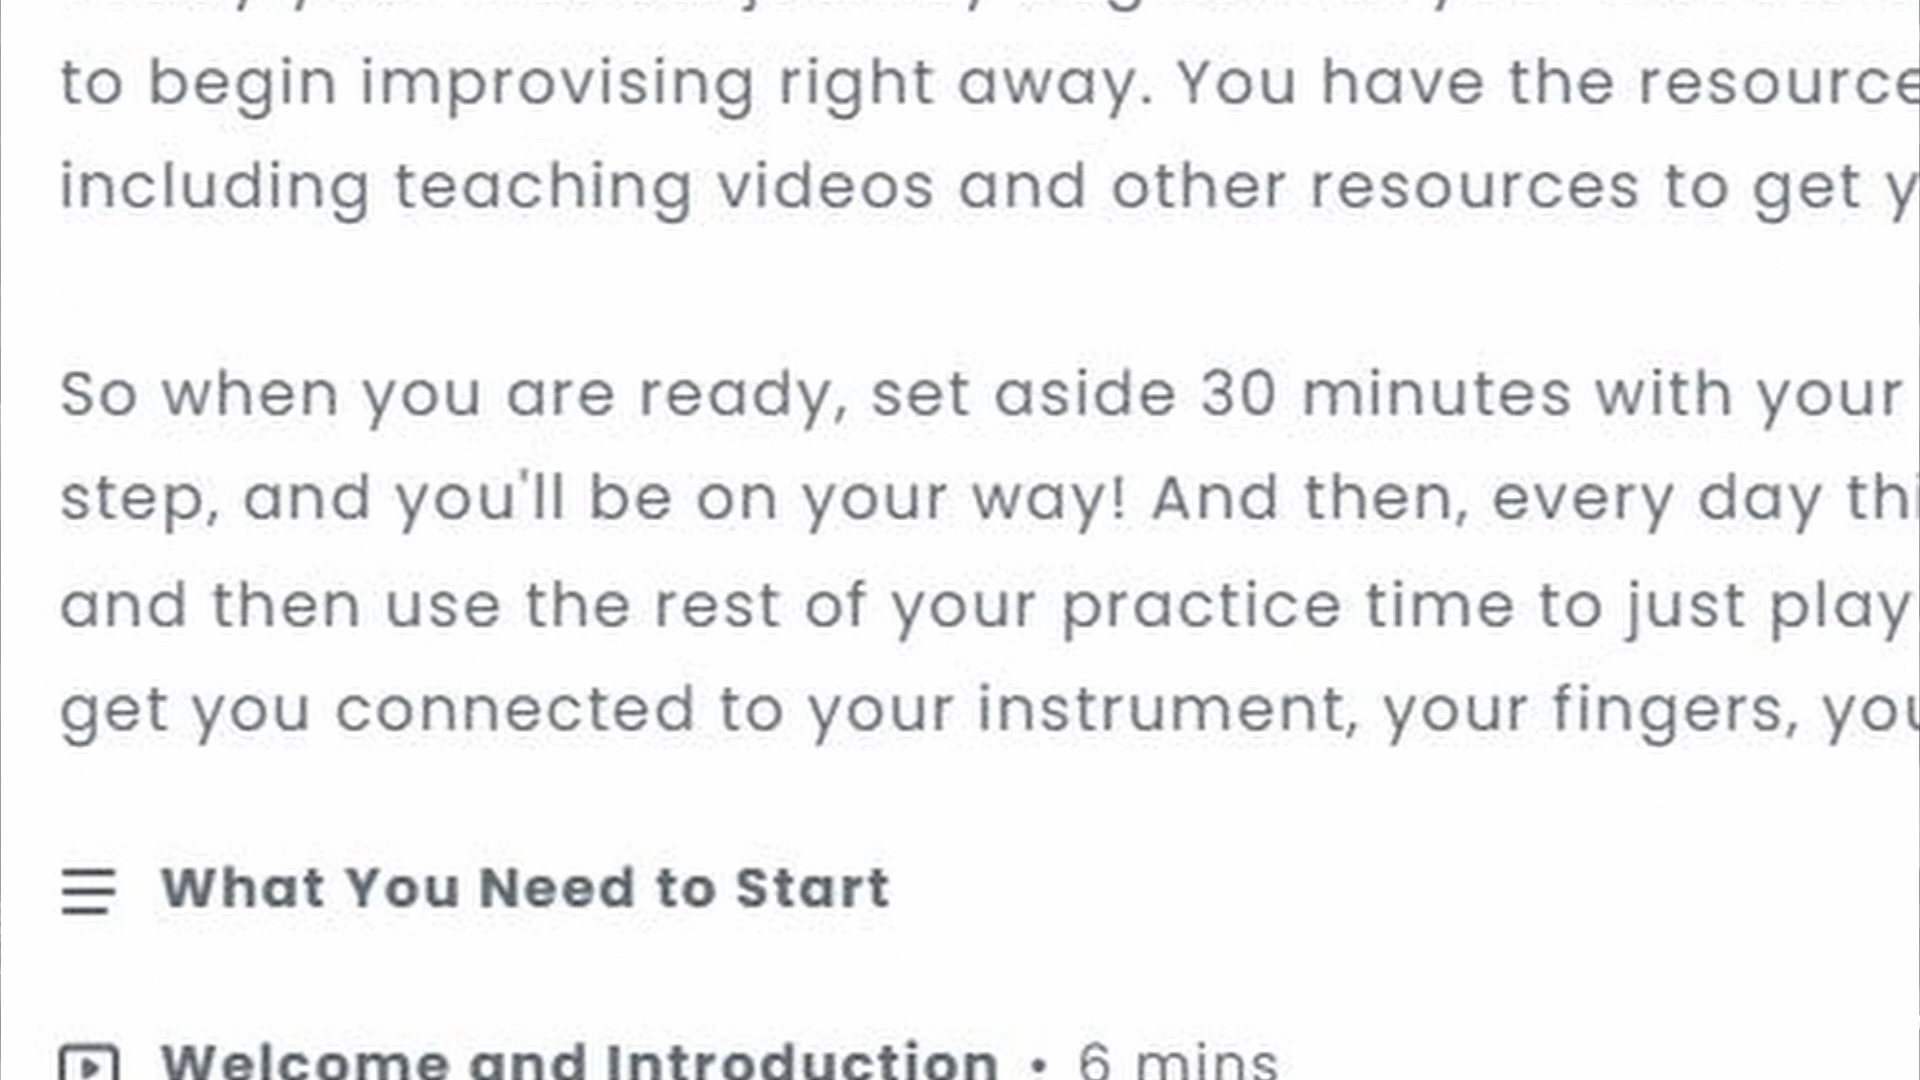 to begin improvising right away. You have the
including teaching videos and other resources to get
So when you are ready, set aside 30 minutes with your
step, and you'll be on your way! And then, every day
and then use the rest of your practice time to just play
get you connected to your instrument, your fingers,
What You Need to Start
Welcome and Introduction • 6 mins